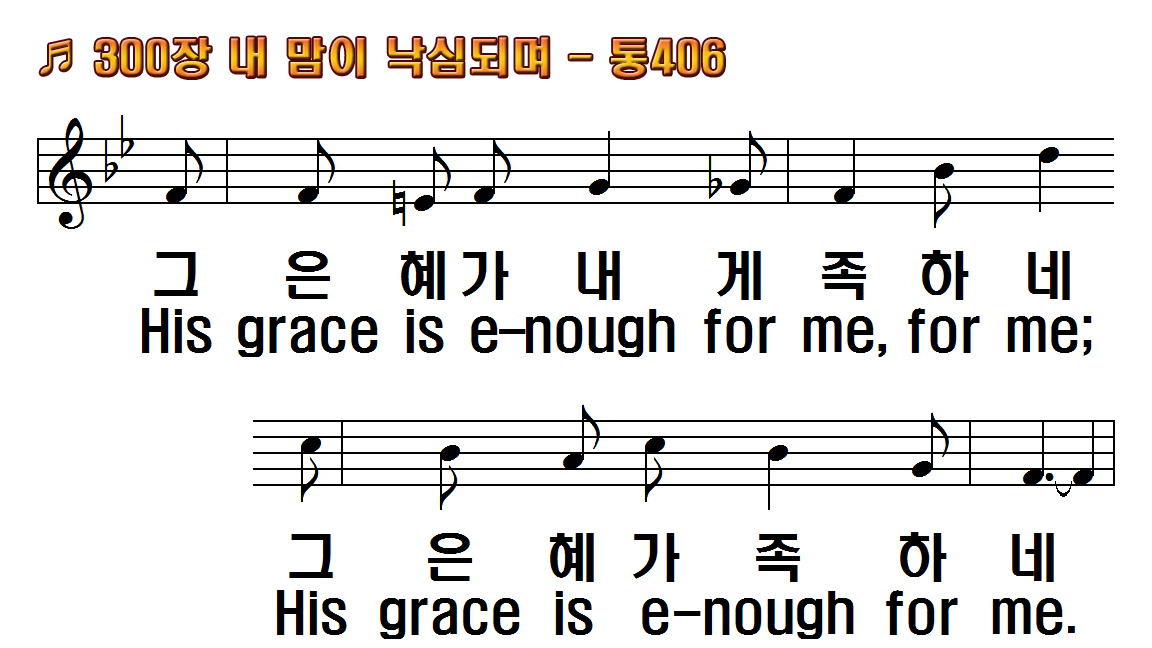 ♬ 300장 내 맘이 낙심되며 - 통406
그 은 혜 가 내 게 족 하 네
His grace is e-nough for me, for me;
그 은 혜 가 족 하 네
His grace is e-nough for me.